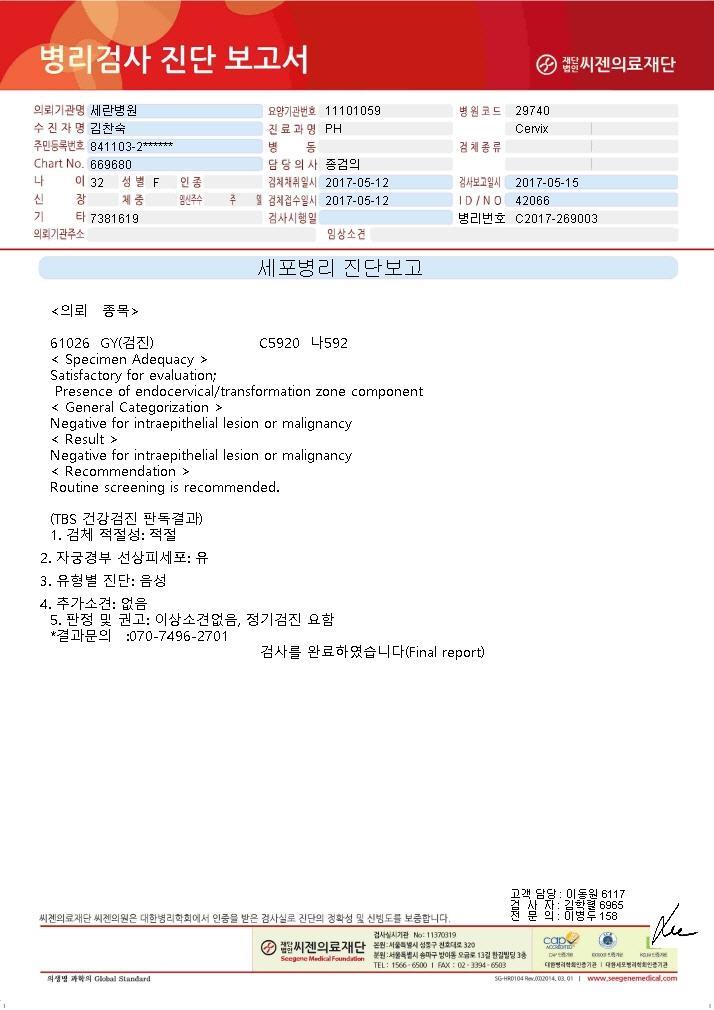 병리검사 진단 보고서
재단법인 씨젠의료재단
의뢰기관명 세란병원 요양기관번호 11101059 병원코드 29740
수진자명 김찬숙 진료과명 PH Cervix
주민등록번호 841103-2****** 병 동 검체종류
Chart No. 669680 담당의사 종검의
나 이 32 성별 F 인종 검체채취일시 2017-05-12 검사보고일시 2017-05-15
신 장 체중 임신주수 주 일 검체접수일시 2017-05-12 I D / N O 42066
기 타 7381619 검사시행일 병리번호 C2017-269003
의뢰기관주소 임상소견
세포병리 진단보고
<의뢰 종목>
61026 GY(검진) C5920 나592
< Specimen Adequacy >
Satisfactory for evaluation;
Presence of endocervical/transformation zone component
< General Categorization >
Negative for intraepithelial lesion or malignancy
< Result >
Negative for intraepithelial lesion or malignancy
< Recommendation >
Routine screening is recommended.
(TBS 건강검진 판독결과)
1. 검체 적절성: 적절
2. 자궁경부 선상피세포: 유
3. 유형별 진단: 음성
4. 추가소견: 없음
5. 판정 및 권고: 이상소견없음, 정기검진 요함
*결과문의 :070-7496-2701
검사를 완료하였습니다(Final report)
고객 담당 : 이동원 6117
검 사 자 : 김학렬 6965
전 문 의 : 이병두 158
씨젠의료재단 씨젠의원은 대한병리학회에서 인증을 받은 검사실로 진단의 정확성 및 신빙도를 보증합니다.
재단법인 씨젠의료재단
Seegene Medical Foundation
검사실시기관 No : 11370319
본원 : 서울특별시 성동구 천호대로 320
분원 : 서울특별시 송파구 방이동 오금로 13길 한길빌딩 3층
TEL : 1566 - 6500 I FAX : 02 - 3394 - 6503
cap ACCREDITED
대한병리학회인증기관 I 대한세포병리학회인증기관
의생명 과학의 Global Standard
SG-HR0104 Rev.(0)2014. 03. 01 | www.seegenemedical.com